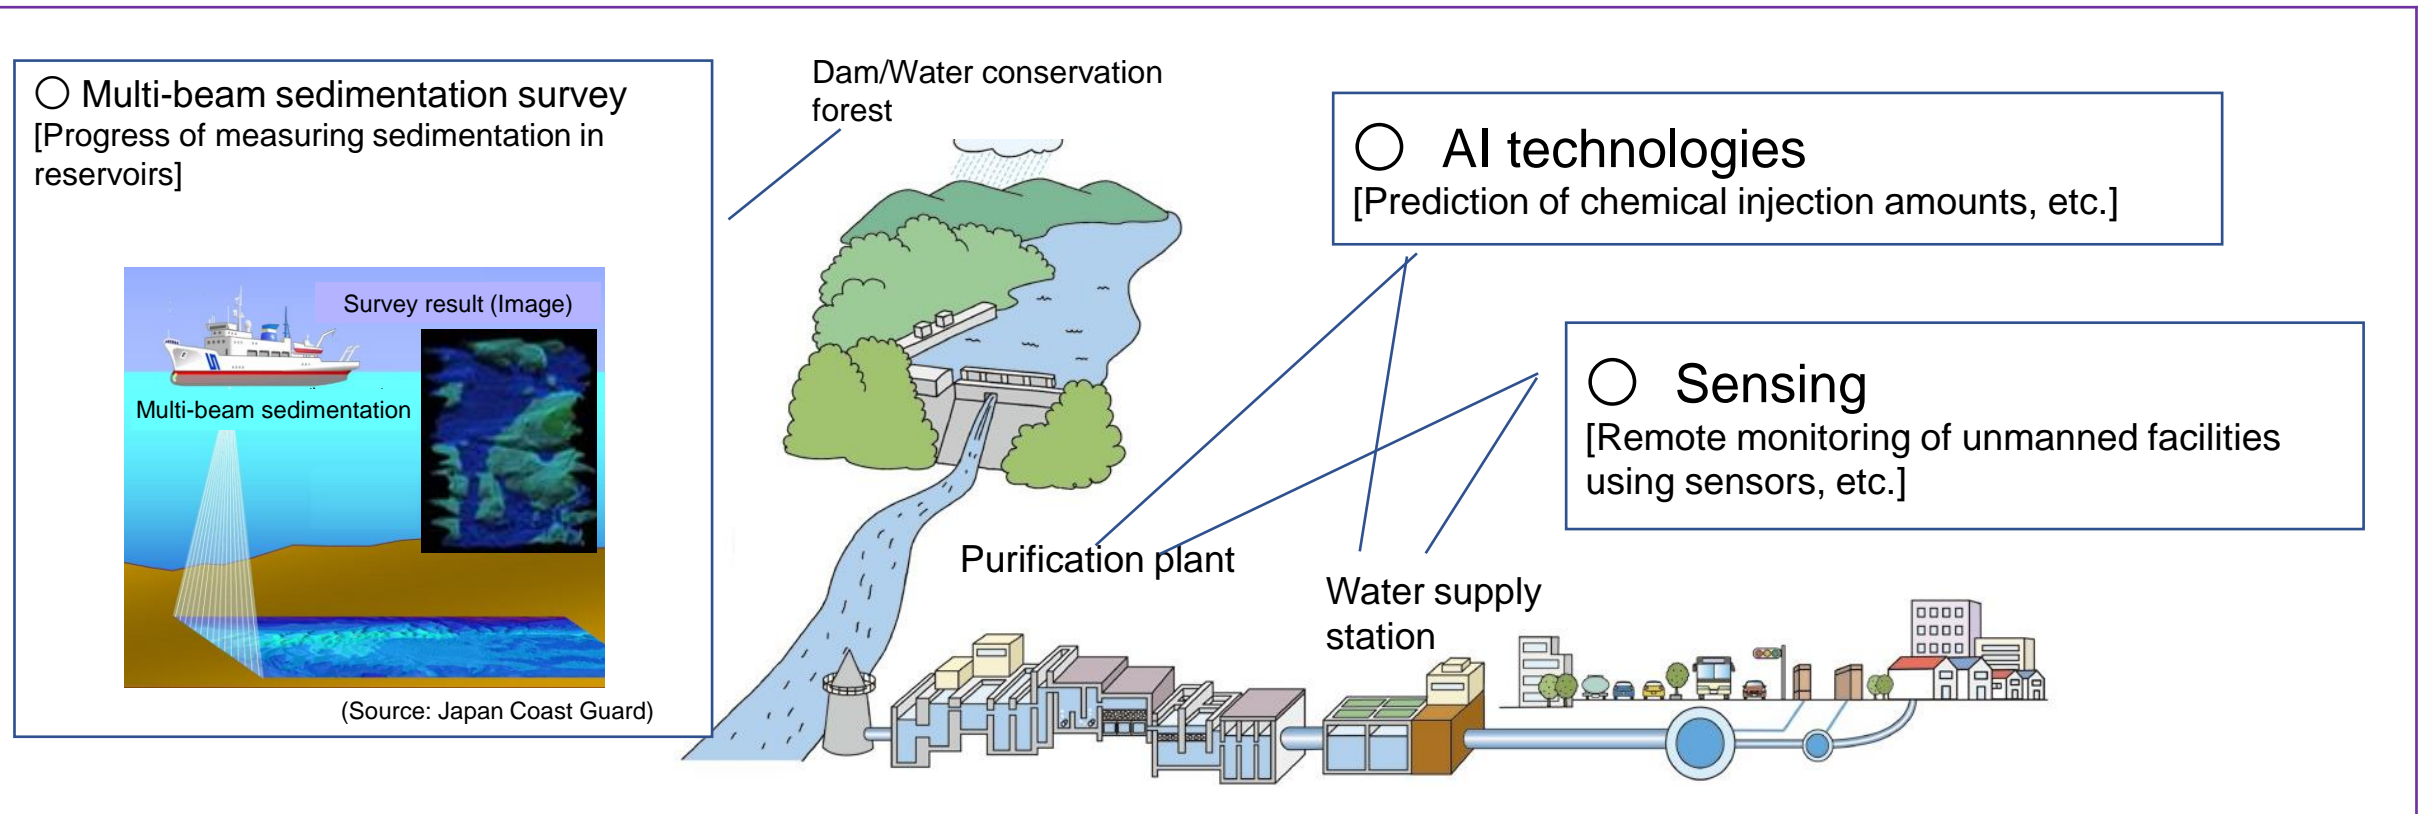 ○ Multi-beam sedimentation survey
[Progress of measuring sedimentation in
reservoirs]
Survey result (Image)
Multi-beam sedimentation
(Source: Japan Coast Guard)
Dam/Water conservation
forest
○ AI technologies
[Prediction of chemical injection amounts, etc.]
○ Sensing
[Remote monitoring of unmanned facilities
using sensors, etc.]
Purification plant
Water supply
station